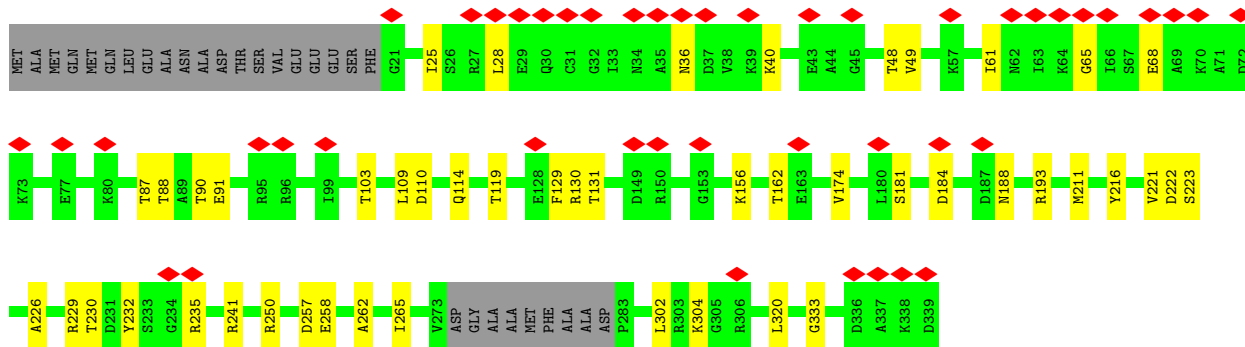 MET ALA MET GLN MET GLN LEU GLU ALA ASN ALA ASP THR SER VAL GLU GLU GLU SER PHE G21 I25 S26 R27 L28 E29 Q30 C31 G32 I33 N34 A35 N36 D37 V38 K39 K40 E43 A44 G45 T48 V49 K57 I61 N62 I63 K64 G65 I66 S67 E68 A69 K70 A71 D72
K73 E77 K80 T87 T88 A89 T90 E91 R95 R96 I99 T103 L109 D110 Q114 T119 E128 F129 R130 T131 D149 R150 G153 K156 T162 E163 V174 L180 S181 D184 D187 N188 R193 M211 Y216 V221 D222 S223
A226 R229 T230 D231 Y232 S233 G234 R235 R241 R250 D257 E258 A262 I265 V273 ASP GLY ALA ALA MET PHE ALA ALA ASP P283 L302 R303 K304 G305 R306 L320 G333 D336 A337 K338 D339